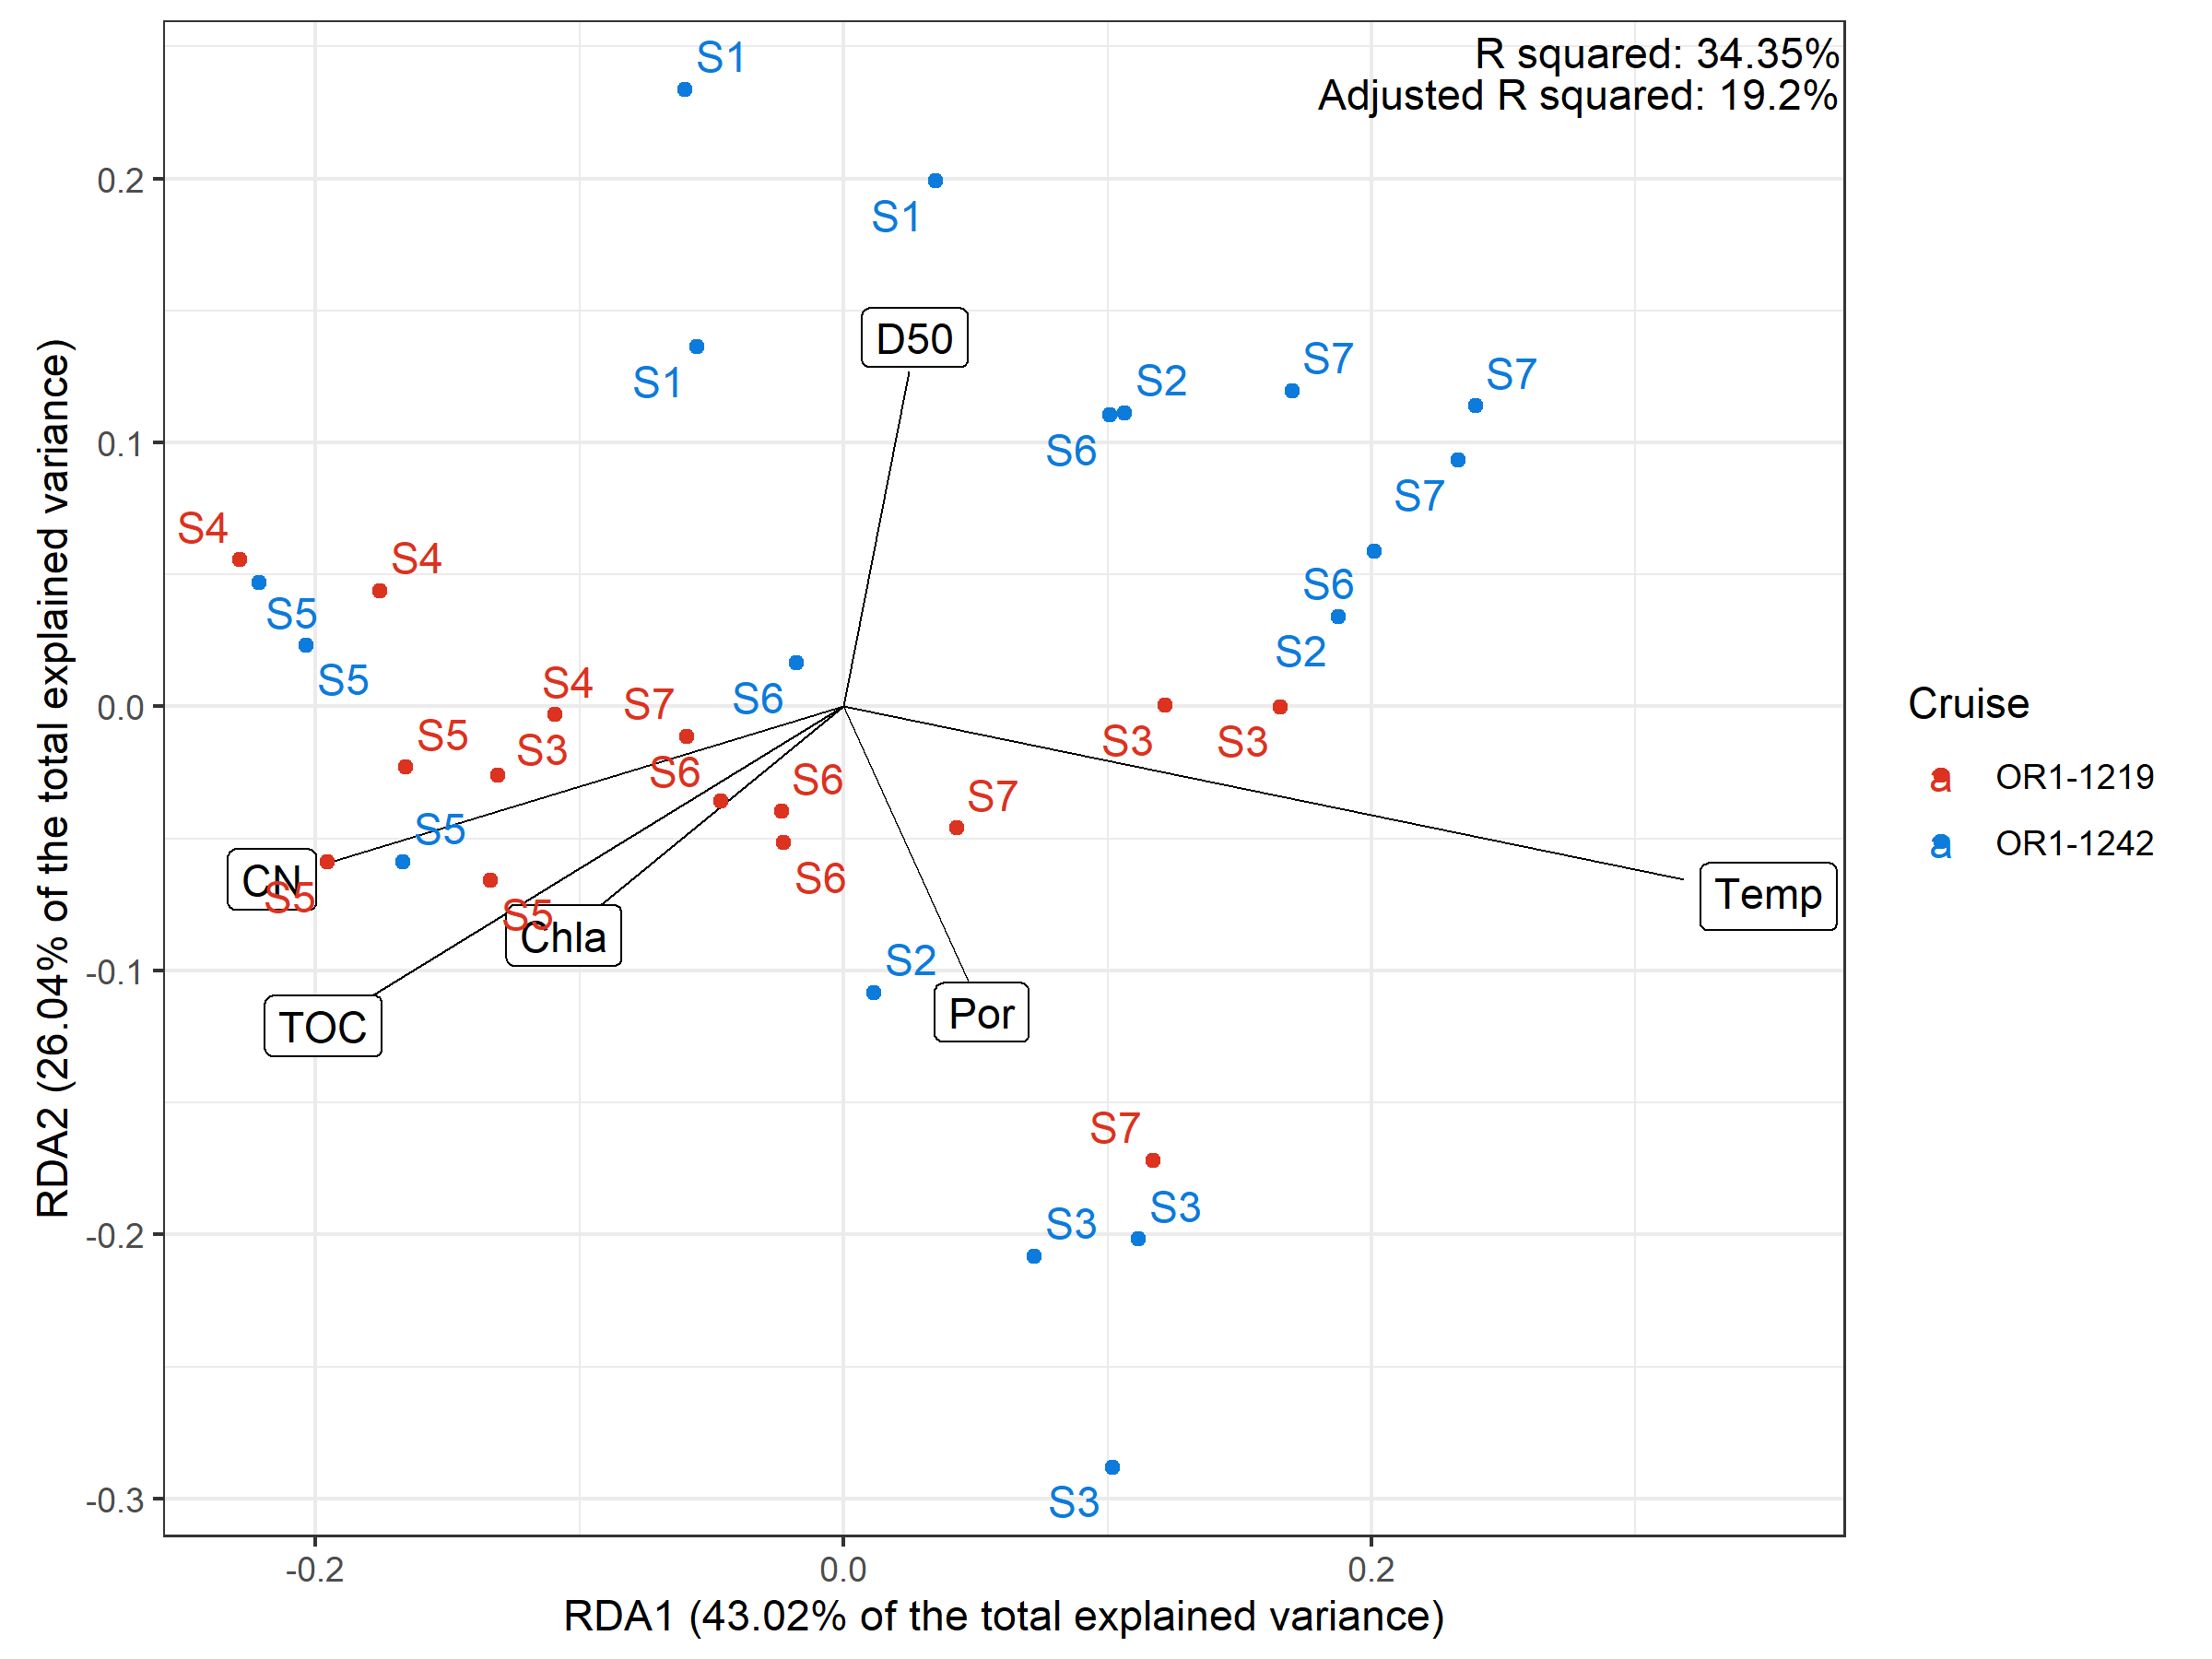 R squared: 34.35%
Adjusted R squared: 19.2%
S1
S1
S1
D50
S7
S7
S2
S6
S7
S4
S4
S5
S6
S5
S2
S6
S4
S7
S5
S3
S3
S3
S6
S6
S7
S5
S6
CN
S5
Temp
S5
Chla
S2
TOC
Por
S7
S3
S3
S3
0.2
0.1
0.0
-0.1
-0.2
-0.3
-0.2
0.0
0.2
RDA1 (43.02% of the total explained variance)
RDA2 (26.04% of the total explained variance)
Cruise
a OR1-1219
a OR1-1242